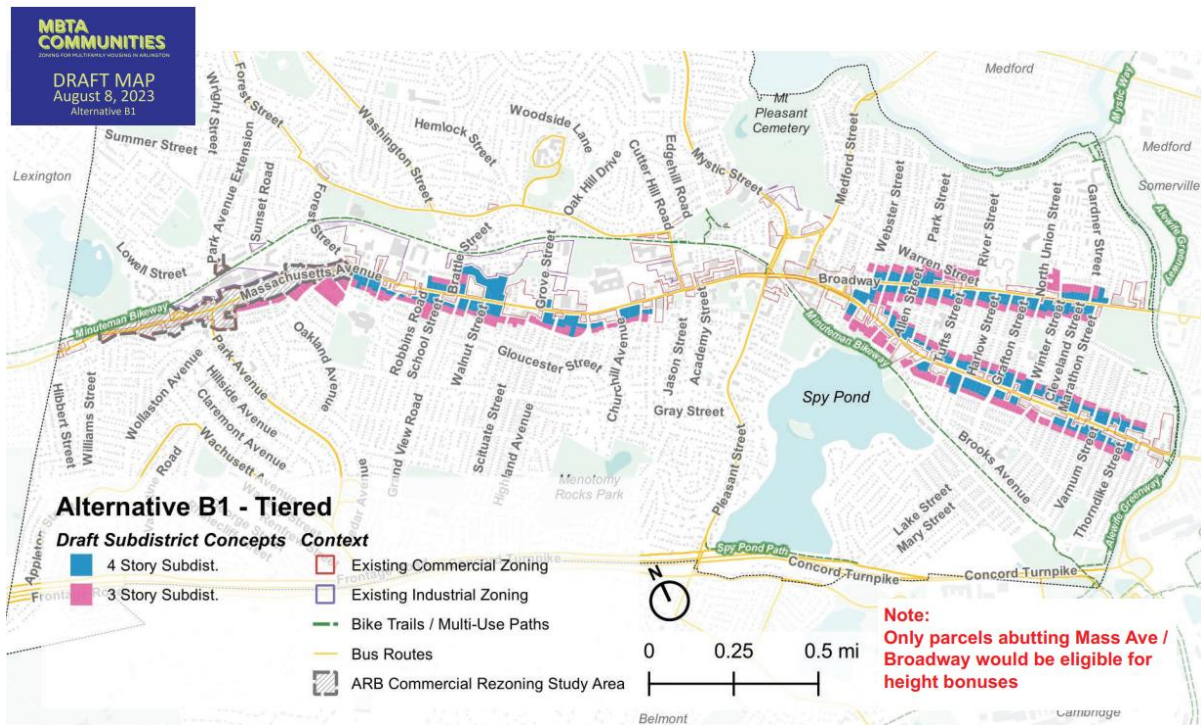 MBTA
COMMUNITIES
ZONING FOR MULTIFAMILY HOUSING IN ARLINGTON
DRAFT MAP
August 8, 2023
Alternative B1
Lexington
Summer Street
Wright Street
Forest Street
Park Avenue Extension
Sunset Road
Forest Street
Washington Street
Hemlock Street
Woodside Lane
Oak Hill Drive
Cutter Hill Road
Edgehill Road
Mystic Street
Mt
Pleasant
Cemetery
Medford Street
Medford
Mystic Way
Medford
Somerville
Alewife Greenway
Webster Street
Park Street
River Street
Warren Street
North Union Street
Gardner Street
Broadway
Lowell Street
Minuteman Bikeway
Massachusetts Avenue
Brattle Street
Grove Street
Robbins Road
School Street
Walnut Street
Gloucester Street
Churchill Avenue
Jason Street
Academy Street
Gray Street
Pleasant Street
Minuteman Bikeway
Spy Pond
Allen Street
Tufts Street
Harlow Street
Grafton Street
Winter Street
Cleveland Street
Marathon Street
Brooks Avenue
Varnum Street
Thorndike Street
Lake Street
Mary Street
Alewife Greenway
Hibbert Street
Williams Street
Wollaston Avenue
Park Avenue
Hillside Avenue
Claremont Avenue
Oakland Avenue
Grand View Road
Scituate Street
Highland Avenue
Menotomy
Rocks Park
Spy Pond Path
Concord Turnpike
Concord Turnpike
Alternative B1 - Tiered
Draft Subdistrict Concepts
4 Story Subdist.
3 Story Subdist.
Context
Existing Commercial Zoning
Existing Industrial Zoning
Bike Trails / Multi-Use Paths
Bus Routes
ARB Commercial Rezoning Study Area
N
0 0.25 0.5 mi
Note:
Only parcels abutting Mass Ave /
Broadway would be eligible for
height bonuses
Belmont
Cambridge